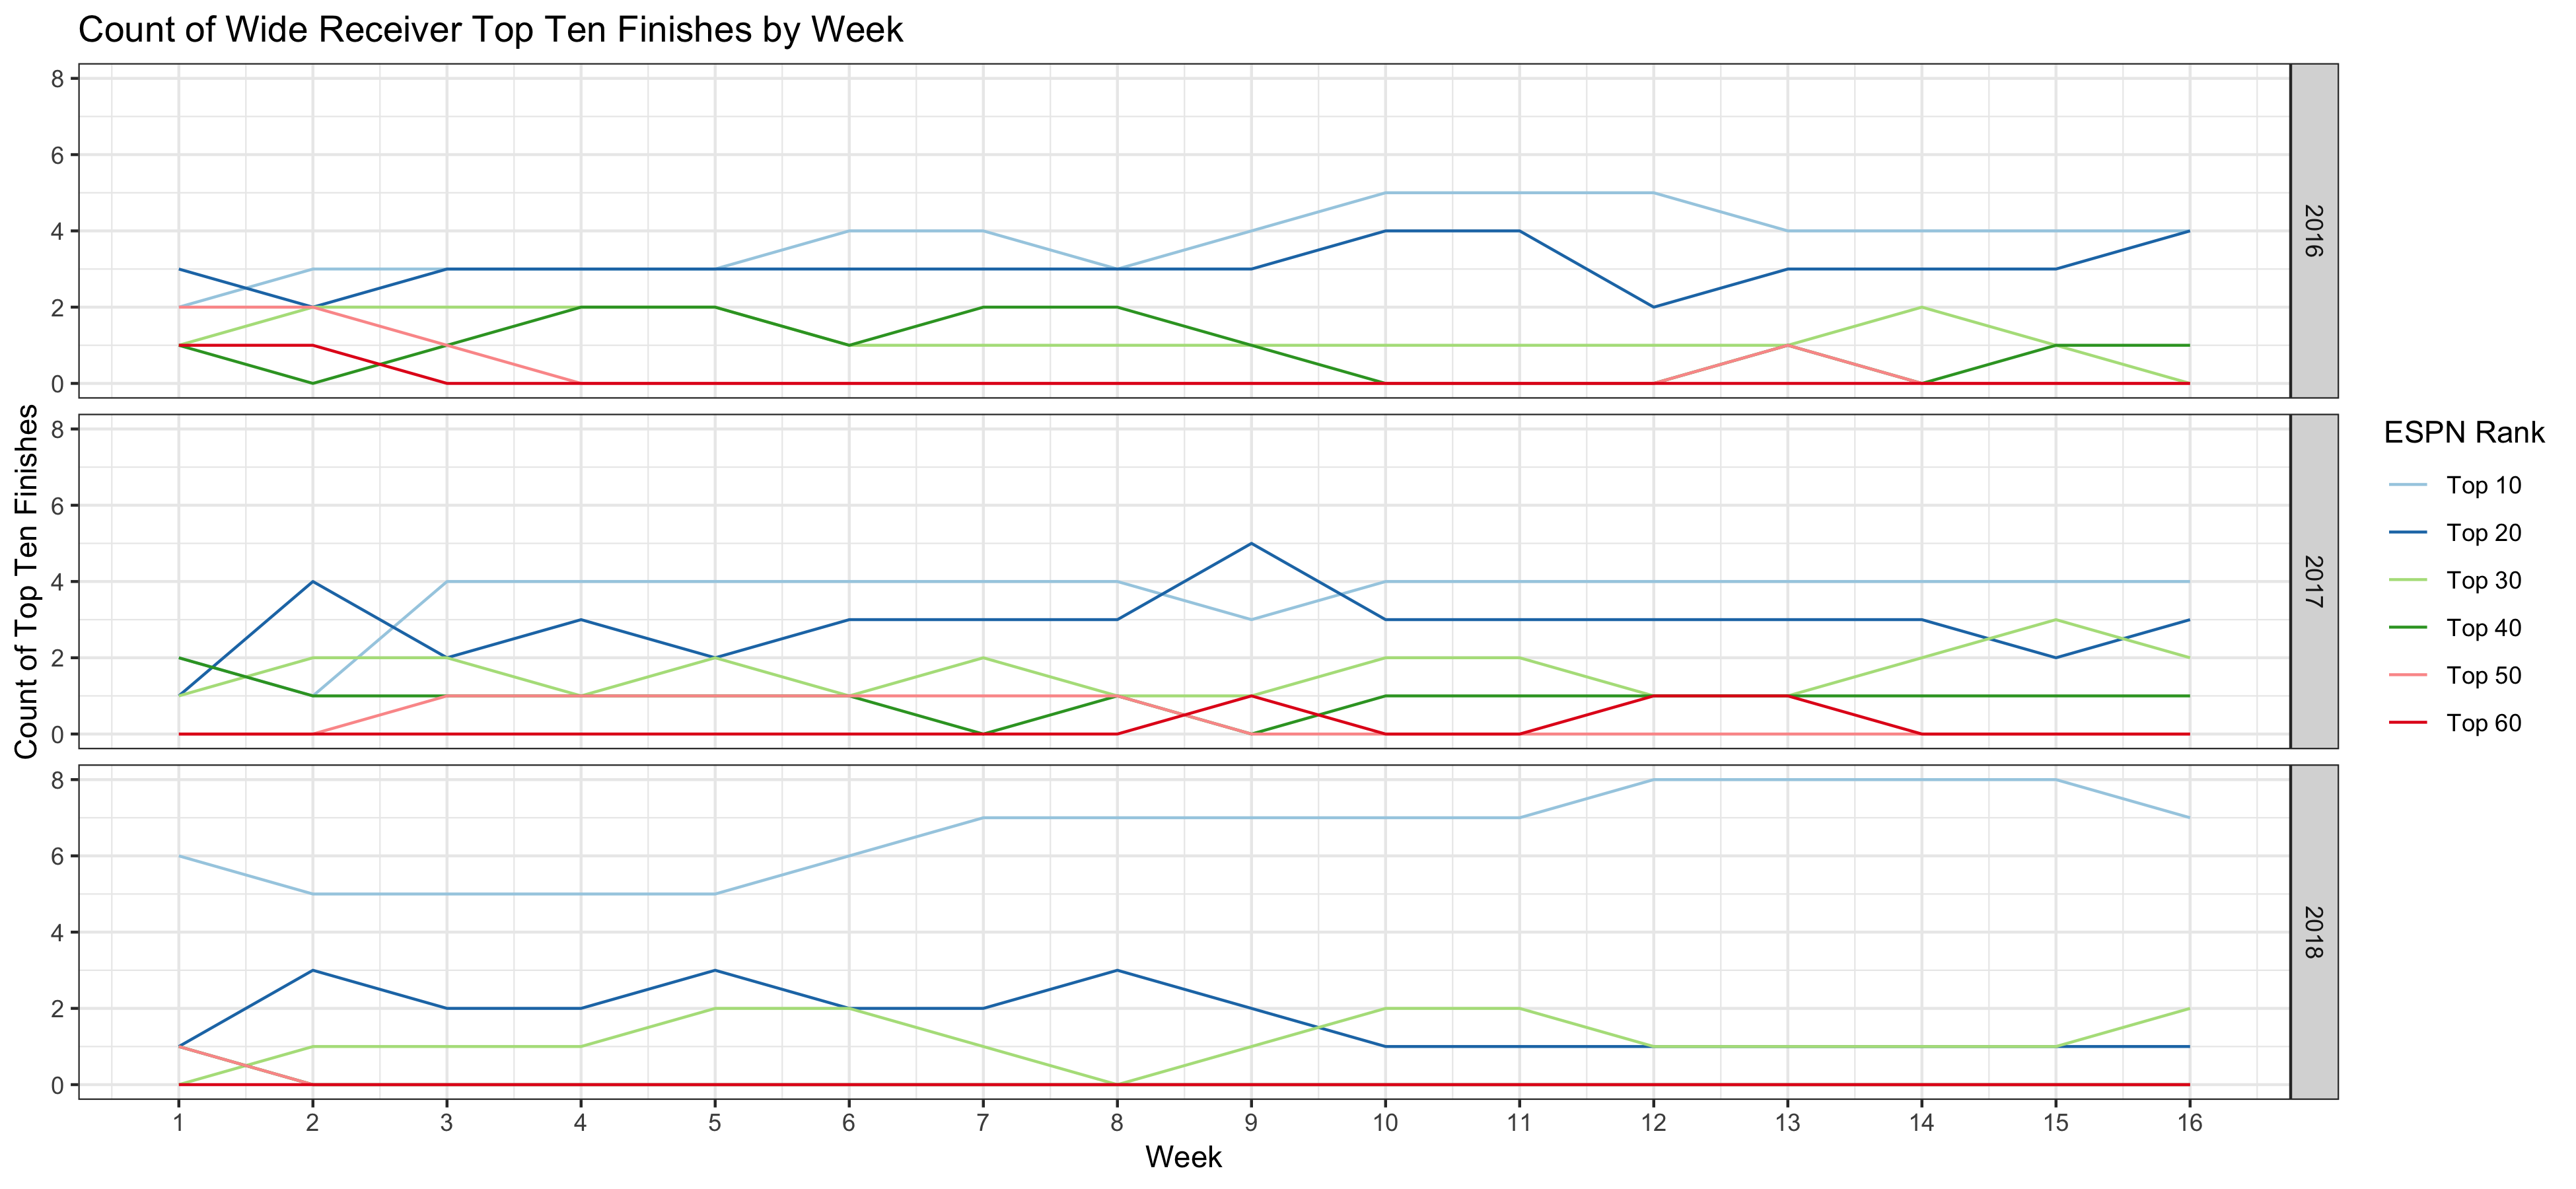 Count of Wide Receiver Top Ten Finishes by Week
Count of Top Ten Finishes
8
6
4
2
0
2016
8
6
4
2
0
2017
8
6
4
2
0
2018
1 2 3 4 5 6 7 8 9 10 11 12 13 14 15 16
Week
ESPN Rank
Top 10
Top 20
Top 30
Top 40
Top 50
Top 60